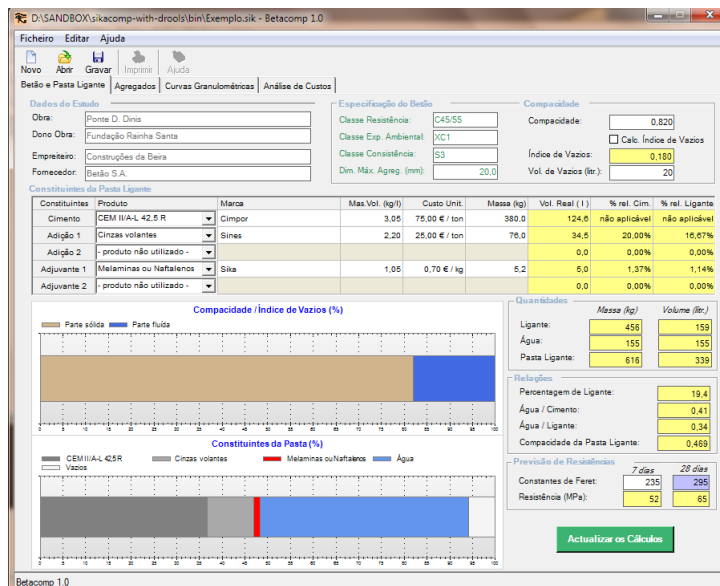 D:\SANDBOX\sikacomp-with-drools\bin\Exemplo.sik - Betacomp 1.0
Ficheiro Editar Ajuda
Novo Abrir Gravar Imprimir Ajuda
Betão e Pasta Ligante Agregados Curvas Granulométricas Análise de Custos
Dados do Estudo
Obra: Ponte D. Dinis
Dono Obra: Fundação Rainha Santa
Empreiteiro: Construções da Beira
Fornecedor: Betão S.A.
Especificação do Betão
Classe Resistência: C45/55
Classe Exp. Ambiental: XC1
Classe Consistência: S3
Dim. Máx. Agreg. (mm): 20,0
Compacidade
Compacidade: 0,820
Calc. Índice de Vazios
Índice de Vazios: 0,180
Vol. de Vazios (litr.): 20
Constituintes da Pasta Ligante
Constituintes Produto Marca Mas.Vol. (kg/l) Custo Unit. Massa (kg) Vol. Real ( l ) % rel. Cim. % rel. Ligante
Cimento CEM II/A-L 42,5 R Cimpor 3,05 75,00 € / ton 380,0 124,6 não aplicável não aplicável
Adição 1 Cinzas volantes Sines 2,20 25,00 € / ton 76,0 34,5 20,00% 16,67%
Adição 2 - produto não utilizado - 0,0 0,00% 0,00%
Adjuvante 1 Melaminas ou Naftalenos Sika 1,05 0,70 € / kg 5,2 5,0 1,37% 1,14%
Adjuvante 2 - produto não utilizado - 0,0 0,00% 0,00%
Compacidade / Índice de Vazios (%)
Parte sólida Parte fluída
0 5 10 15 20 25 30 35 40 45 50 55 60 65 70 75 80 85 90 95 100
Constituintes da Pasta (%)
CEM II/A-L 42,5 R Cinzas volantes Melaminas ou Naftalenos Água
Vazios
0 5 10 15 20 25 30 35 40 45 50 55 60 65 70 75 80 85 90 95 100
Quantidades
Massa (kg) Volume (litr.)
Ligante: 456 159
Água: 155 155
Pasta Ligante: 616 339
Relações
Percentagem de Ligante: 19,4
Água / Cimento: 0,41
Água / Ligante: 0,34
Compacidade da Pasta Ligante: 0,469
Previsão de Resistências
7 dias 28 dias
Constantes de Feret: 235 295
Resistência (MPa): 52 65
Actualizar os Cálculos
Betacomp 1.0